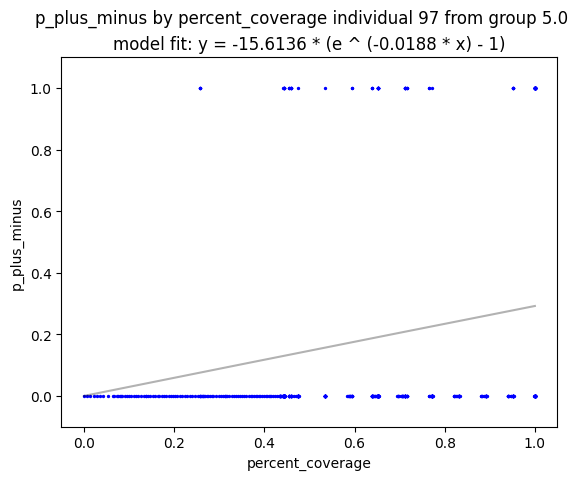 p_plus_minus by percent_coverage individual 97 from group 5.0
model fit: y = -15.6136 * (e ^ (-0.0188 * x) - 1)
1.0
0.8
0.6
0.4
0.2
0.0
p_plus_minus
0.0 0.2 0.4 0.6 0.8 1.0
percent_coverage